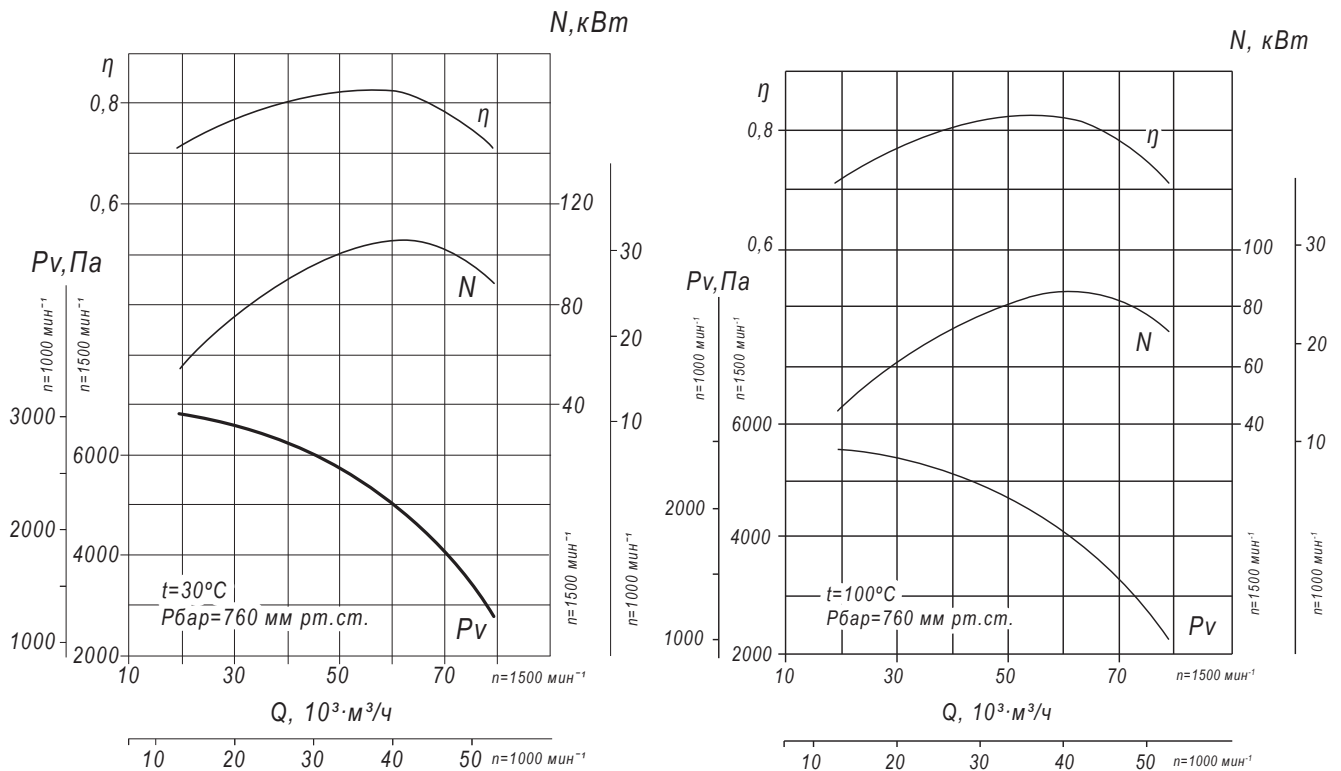 N,кВт
η
0,8
η
0,6
120
30
Pv,Па
N
80
n=1000 мин⁻¹
n=1500 мин⁻¹
20
3000
40
10
6000
2000
4000
t=30ºC
Pбар=760 мм рт.ст.
Pv
n=1500 мин⁻¹
n=1000 мин⁻¹
1000
2000
10 30 50 70 n=1500 мин⁻¹
Q, 10³·м³/ч
10 20 30 40 50 n=1000 мин⁻¹
N, кВт
η
0,8
η
0,6
100
30
Pv,Па
80
N
20
n=1000 мин⁻¹
n=1500 мин⁻¹
60
6000
40
10
2000
4000
t=100ºC
Pбар=760 мм рт.ст.
Pv
n=1500 мин⁻¹
n=1000 мин⁻¹
1000
2000
10 30 50 70 n=1500 мин⁻¹
Q, 10³·м³/ч
10 20 30 40 50 n=1000 мин⁻¹